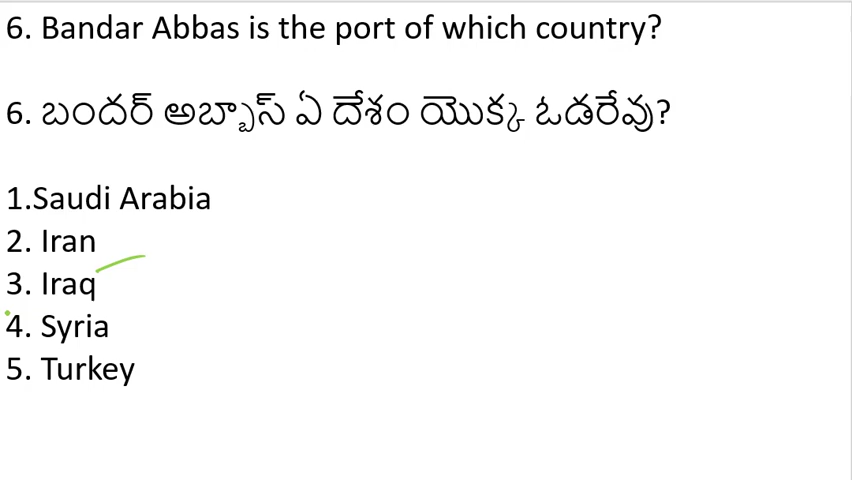 6. Bandar Abbas is the port of which country?
6. బందర్ అబ్బాస్ ఏ దేశం యొక్క ఓడరేవు?
1.Saudi Arabia
2. Iran
3. Iraq
4. Syria
5. Turkey